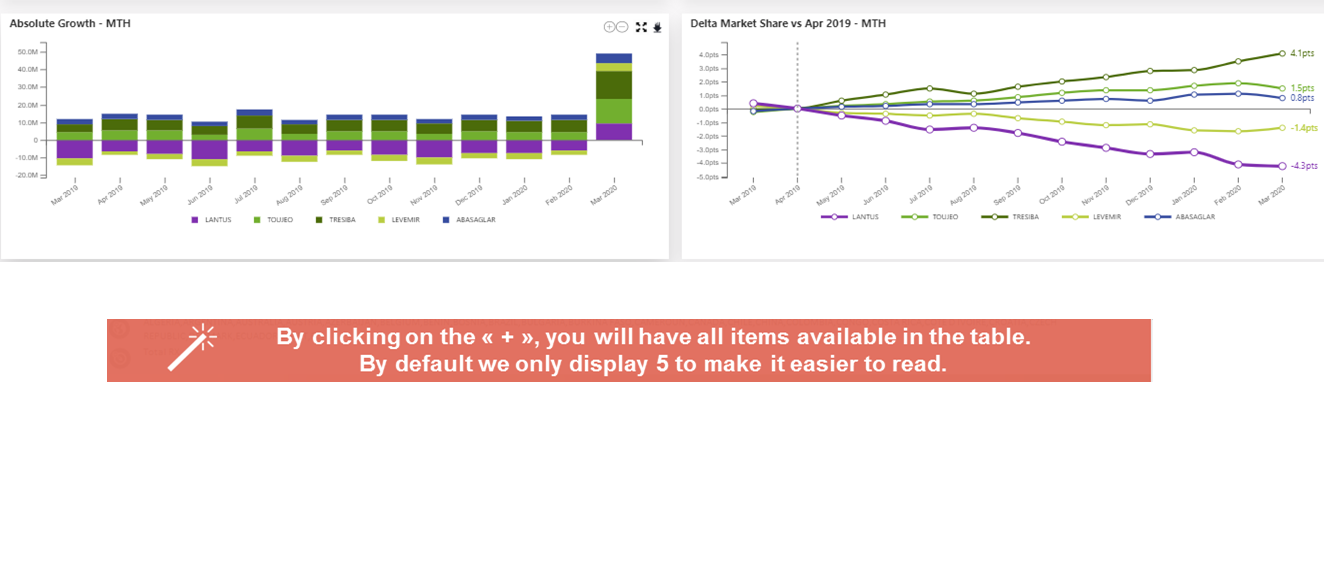 Absolute Growth - MTH
50.0M
40.0M
30.0M
20.0M
10.0M
0
-10.0M
-20.0M
Mar 2019 Apr 2019 May 2019 Jun 2019 Jul 2019 Aug 2019 Sep 2019 Oct 2019 Nov 2019 Dec 2019 Jan 2020 Feb 2020 Mar 2020
LANTUS TOUJEO TRESIBA LEVEMIR ABASAGLAR
Delta Market Share vs Apr 2019 - MTH
4.0pts
3.0pts
2.0pts
1.0pts
0.0pts
-1.0pts
-2.0pts
-3.0pts
-4.0pts
-5.0pts
4.1pts
1.5pts
0.8pts
-1.4pts
-4.3pts
Mar 2019 Apr 2019 May 2019 Jun 2019 Jul 2019 Aug 2019 Sep 2019 Oct 2019 Nov 2019 Dec 2019 Jan 2020 Feb 2020 Mar 2020
LANTUS TOUJEO TRESIBA LEVEMIR ABASAGLAR
By clicking on the « + », you will have all items available in the table.
By default we only display 5 to make it easier to read.